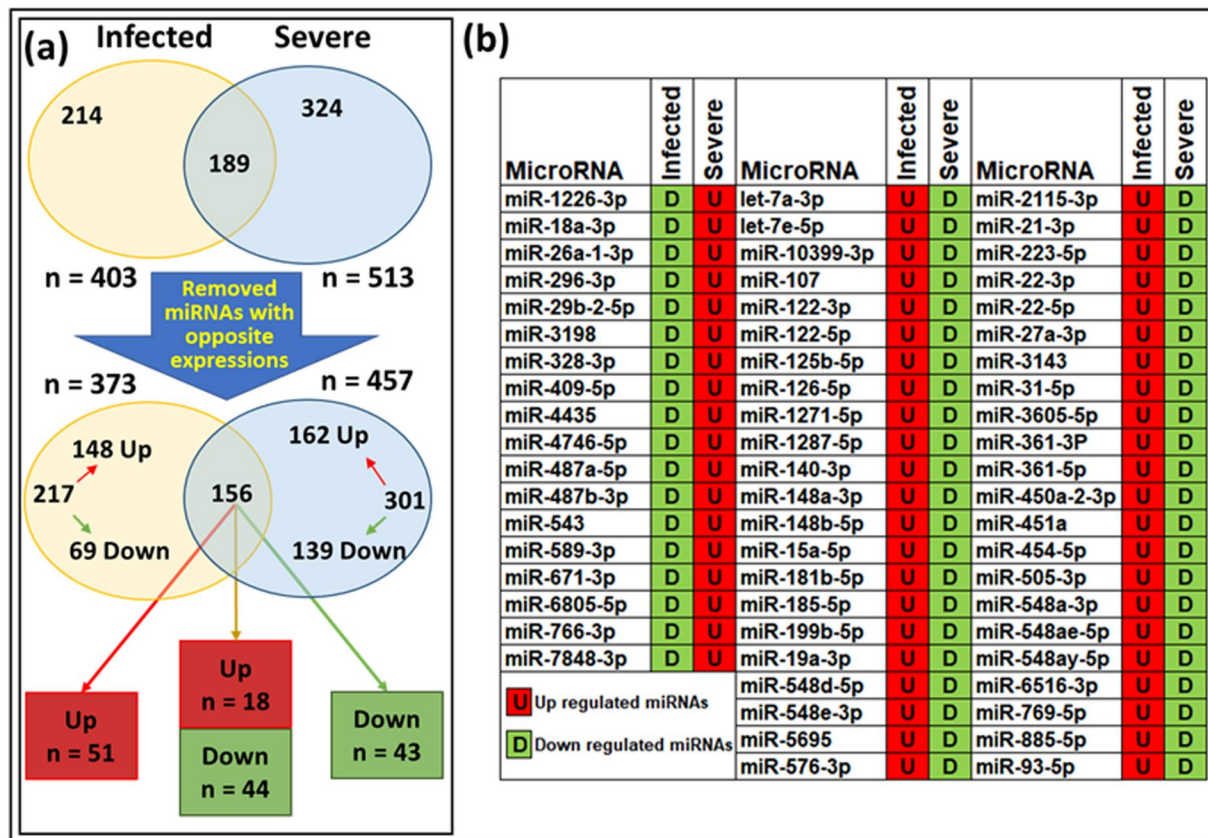 (a)
Infected
Severe
214
189
324
n = 403
n = 513
Removed
miRNAs with
opposite
expressions
n = 373
n = 457
148 Up
217
69 Down
156
162 Up
301
139 Down
Up
n = 51
Up
n = 18
Down
n = 44
Down
n = 43
(b)
MicroRNA Infected Severe MicroRNA Infected Severe MicroRNA Infected Severe
miR-1226-3p D U let-7a-3p U D miR-2115-3p U D
miR-18a-3p D U let-7e-5p U D miR-21-3p U D
miR-26a-1-3p D U miR-10399-3p U D miR-223-5p U D
miR-296-3p D U miR-107 U D miR-22-3p U D
miR-29b-2-5p D U miR-122-3p U D miR-22-5p U D
miR-3198 D U miR-122-5p U D miR-27a-3p U D
miR-328-3p D U miR-125b-5p U D miR-3143 U D
miR-409-5p D U miR-126-5p U D miR-31-5p U D
miR-4435 D U miR-1271-5p U D miR-3605-5p U D
miR-4746-5p D U miR-1287-5p U D miR-361-3P U D
miR-487a-5p D U miR-140-3p U D miR-361-5p U D
miR-487b-3p D U miR-148a-3p U D miR-450a-2-3p U D
miR-543 D U miR-148b-5p U D miR-451a U D
miR-589-3p D U miR-15a-5p U D miR-454-5p U D
miR-671-3p D U miR-181b-5p U D miR-505-3p U D
miR-6805-5p D U miR-185-5p U D miR-548a-3p U D
miR-766-3p D U miR-199b-5p U D miR-548ae-5p U D
miR-7848-3p D U miR-19a-3p U D miR-548ay-5p U D
miR-548d-5p U D miR-6516-3p U D
miR-548e-3p U D miR-769-5p U D
miR-5695 U D miR-885-5p U D
miR-576-3p U D miR-93-5p U D
U Up regulated miRNAs
D Down regulated miRNAs